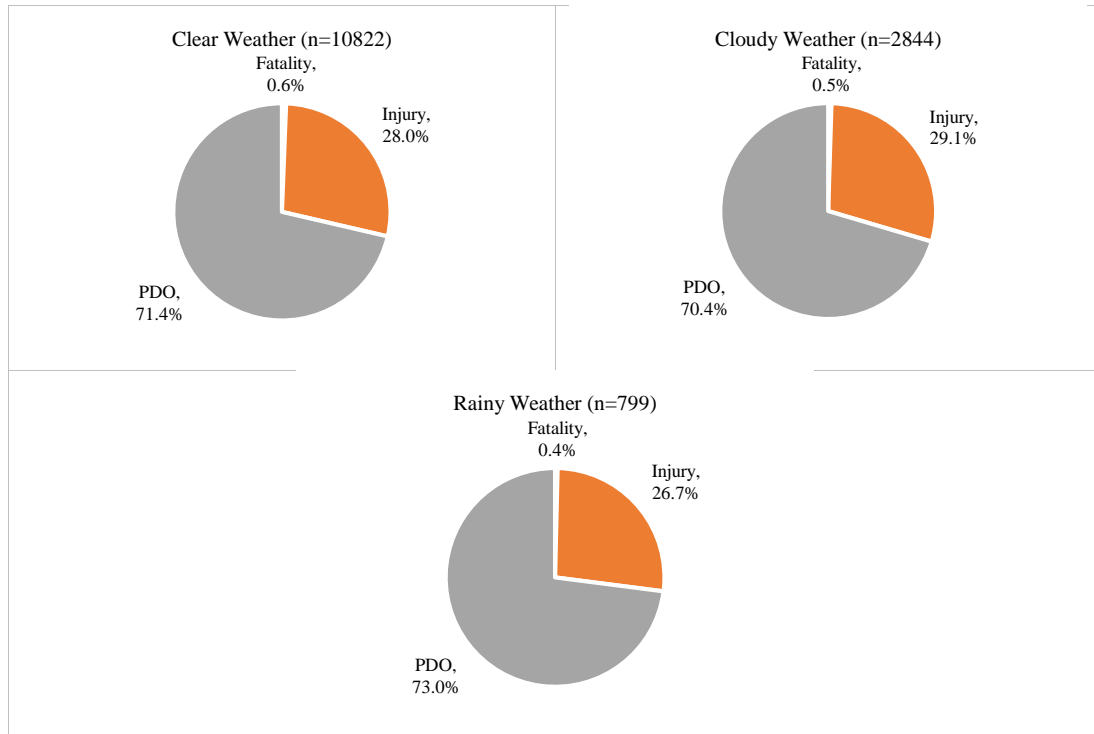 Clear Weather (n=10822)
Fatality,
0.6%
Injury,
28.0%
PDO,
71.4%
Cloudy Weather (n=2844)
Fatality,
0.5%
Injury,
29.1%
PDO,
70.4%
Rainy Weather (n=799)
Fatality,
0.4%
Injury,
26.7%
PDO,
73.0%